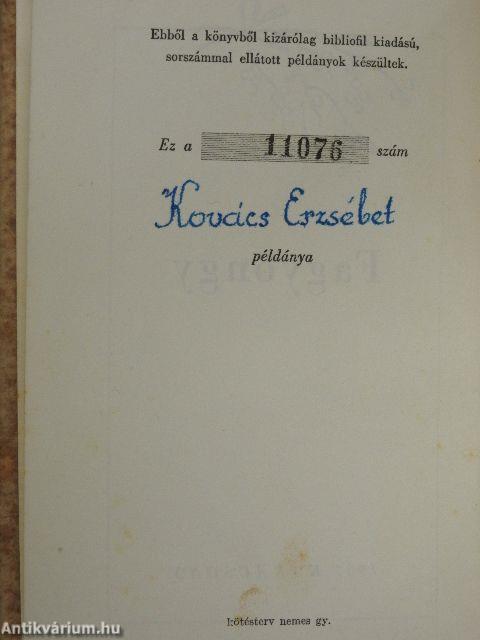 Ebből a könyvből kizárólag bibliofil kiadású,
sorszámmal ellátott példányok készültek.
Ez a 11076 szám
Kovács Erzsébet
példánya
Fagyöngy
kötésterv nemes gy.
Antikvárium.hu